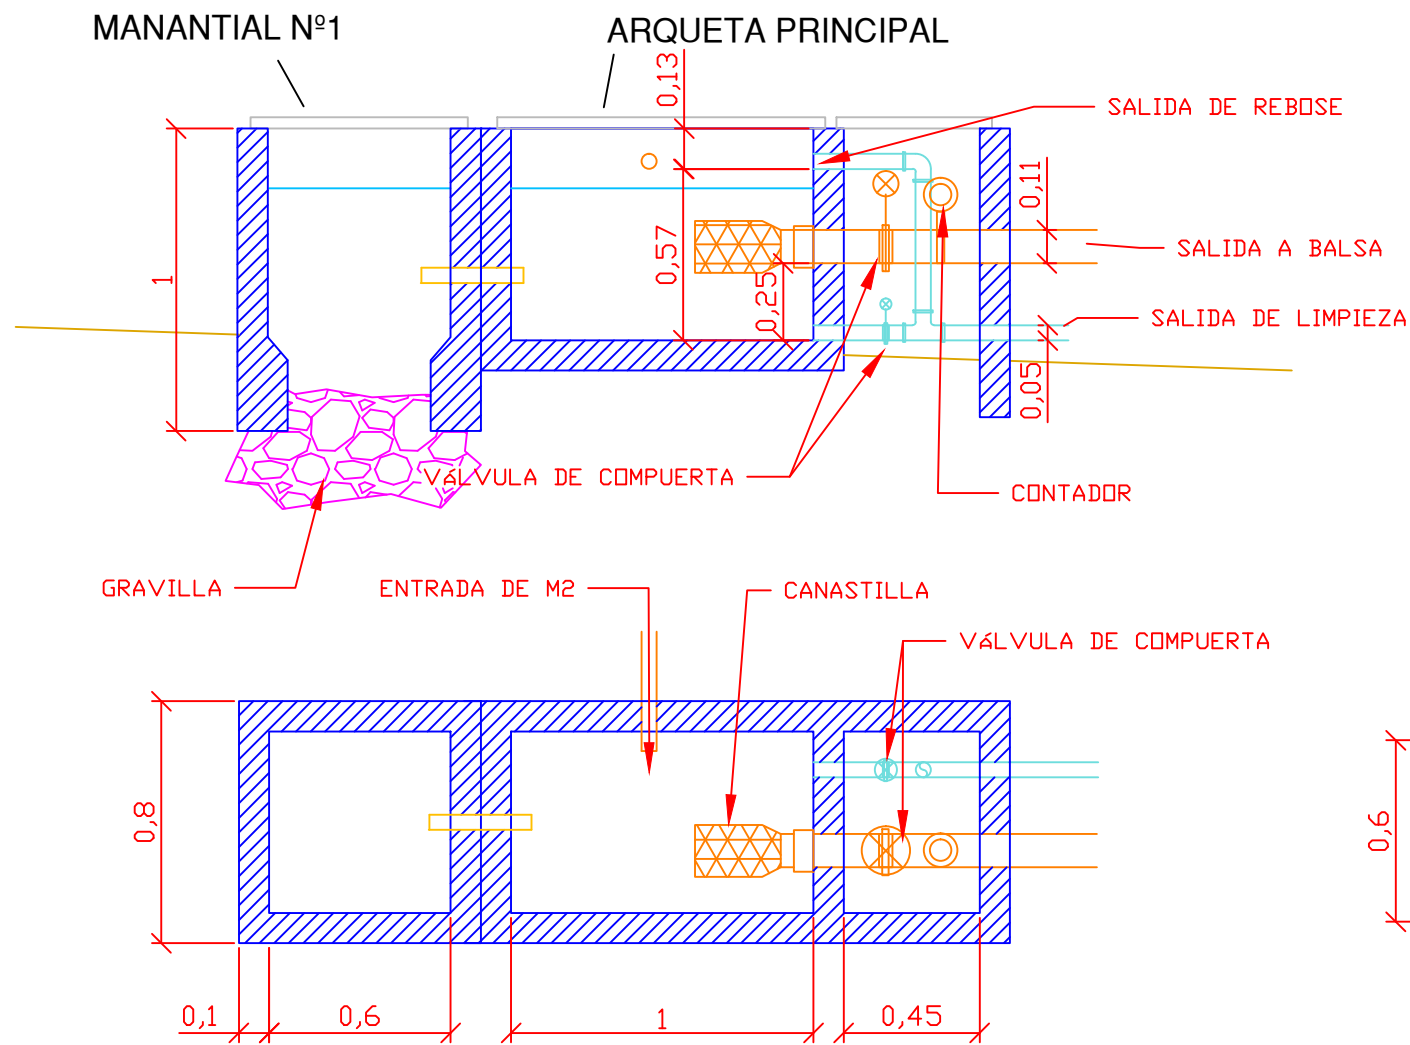 MANANTIAL Nº1
ARQUETA PRINCIPAL
0,13
SALIDA DE REBOSE
0,11
1
0,57
SALIDA A BALSA
0,25
SALIDA DE LIMPIEZA
0,05
VáLVULA DE COMPUERTA
CONTADOR
GRAVILLA
ENTRADA DE M2
CANASTILLA
VáLVULA DE COMPUERTA
0,8
0,6
0,1
0,6
1
0,45